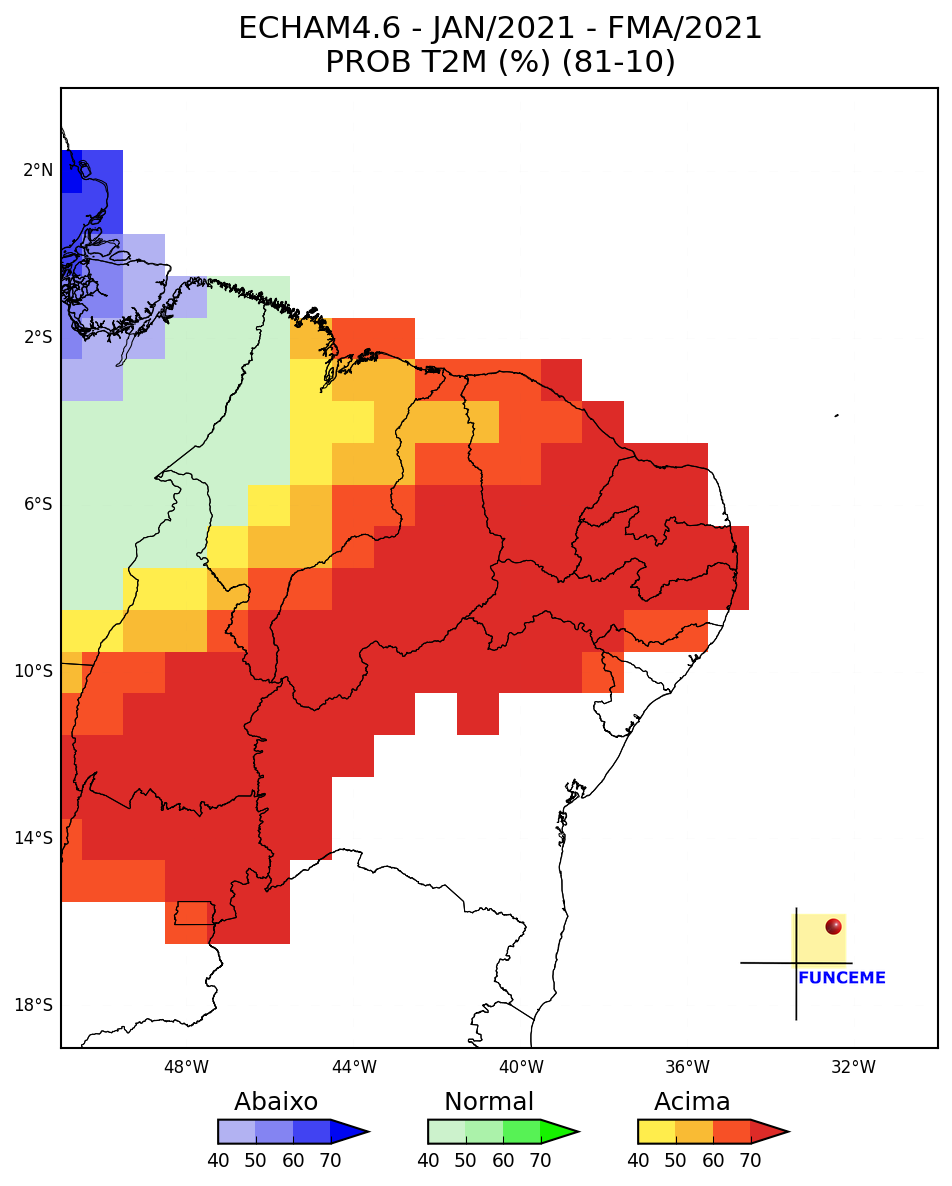 ECHAM4.6 - JAN/2021 - FMA/2021
PROB T2M (%) (81-10)
2°N
2°S
6°S
10°S
14°S
18°S
FUNCEME
48°W 44°W 40°W 36°W 32°W
Abaixo Normal Acima
40 50 60 70 40 50 60 70 40 50 60 70